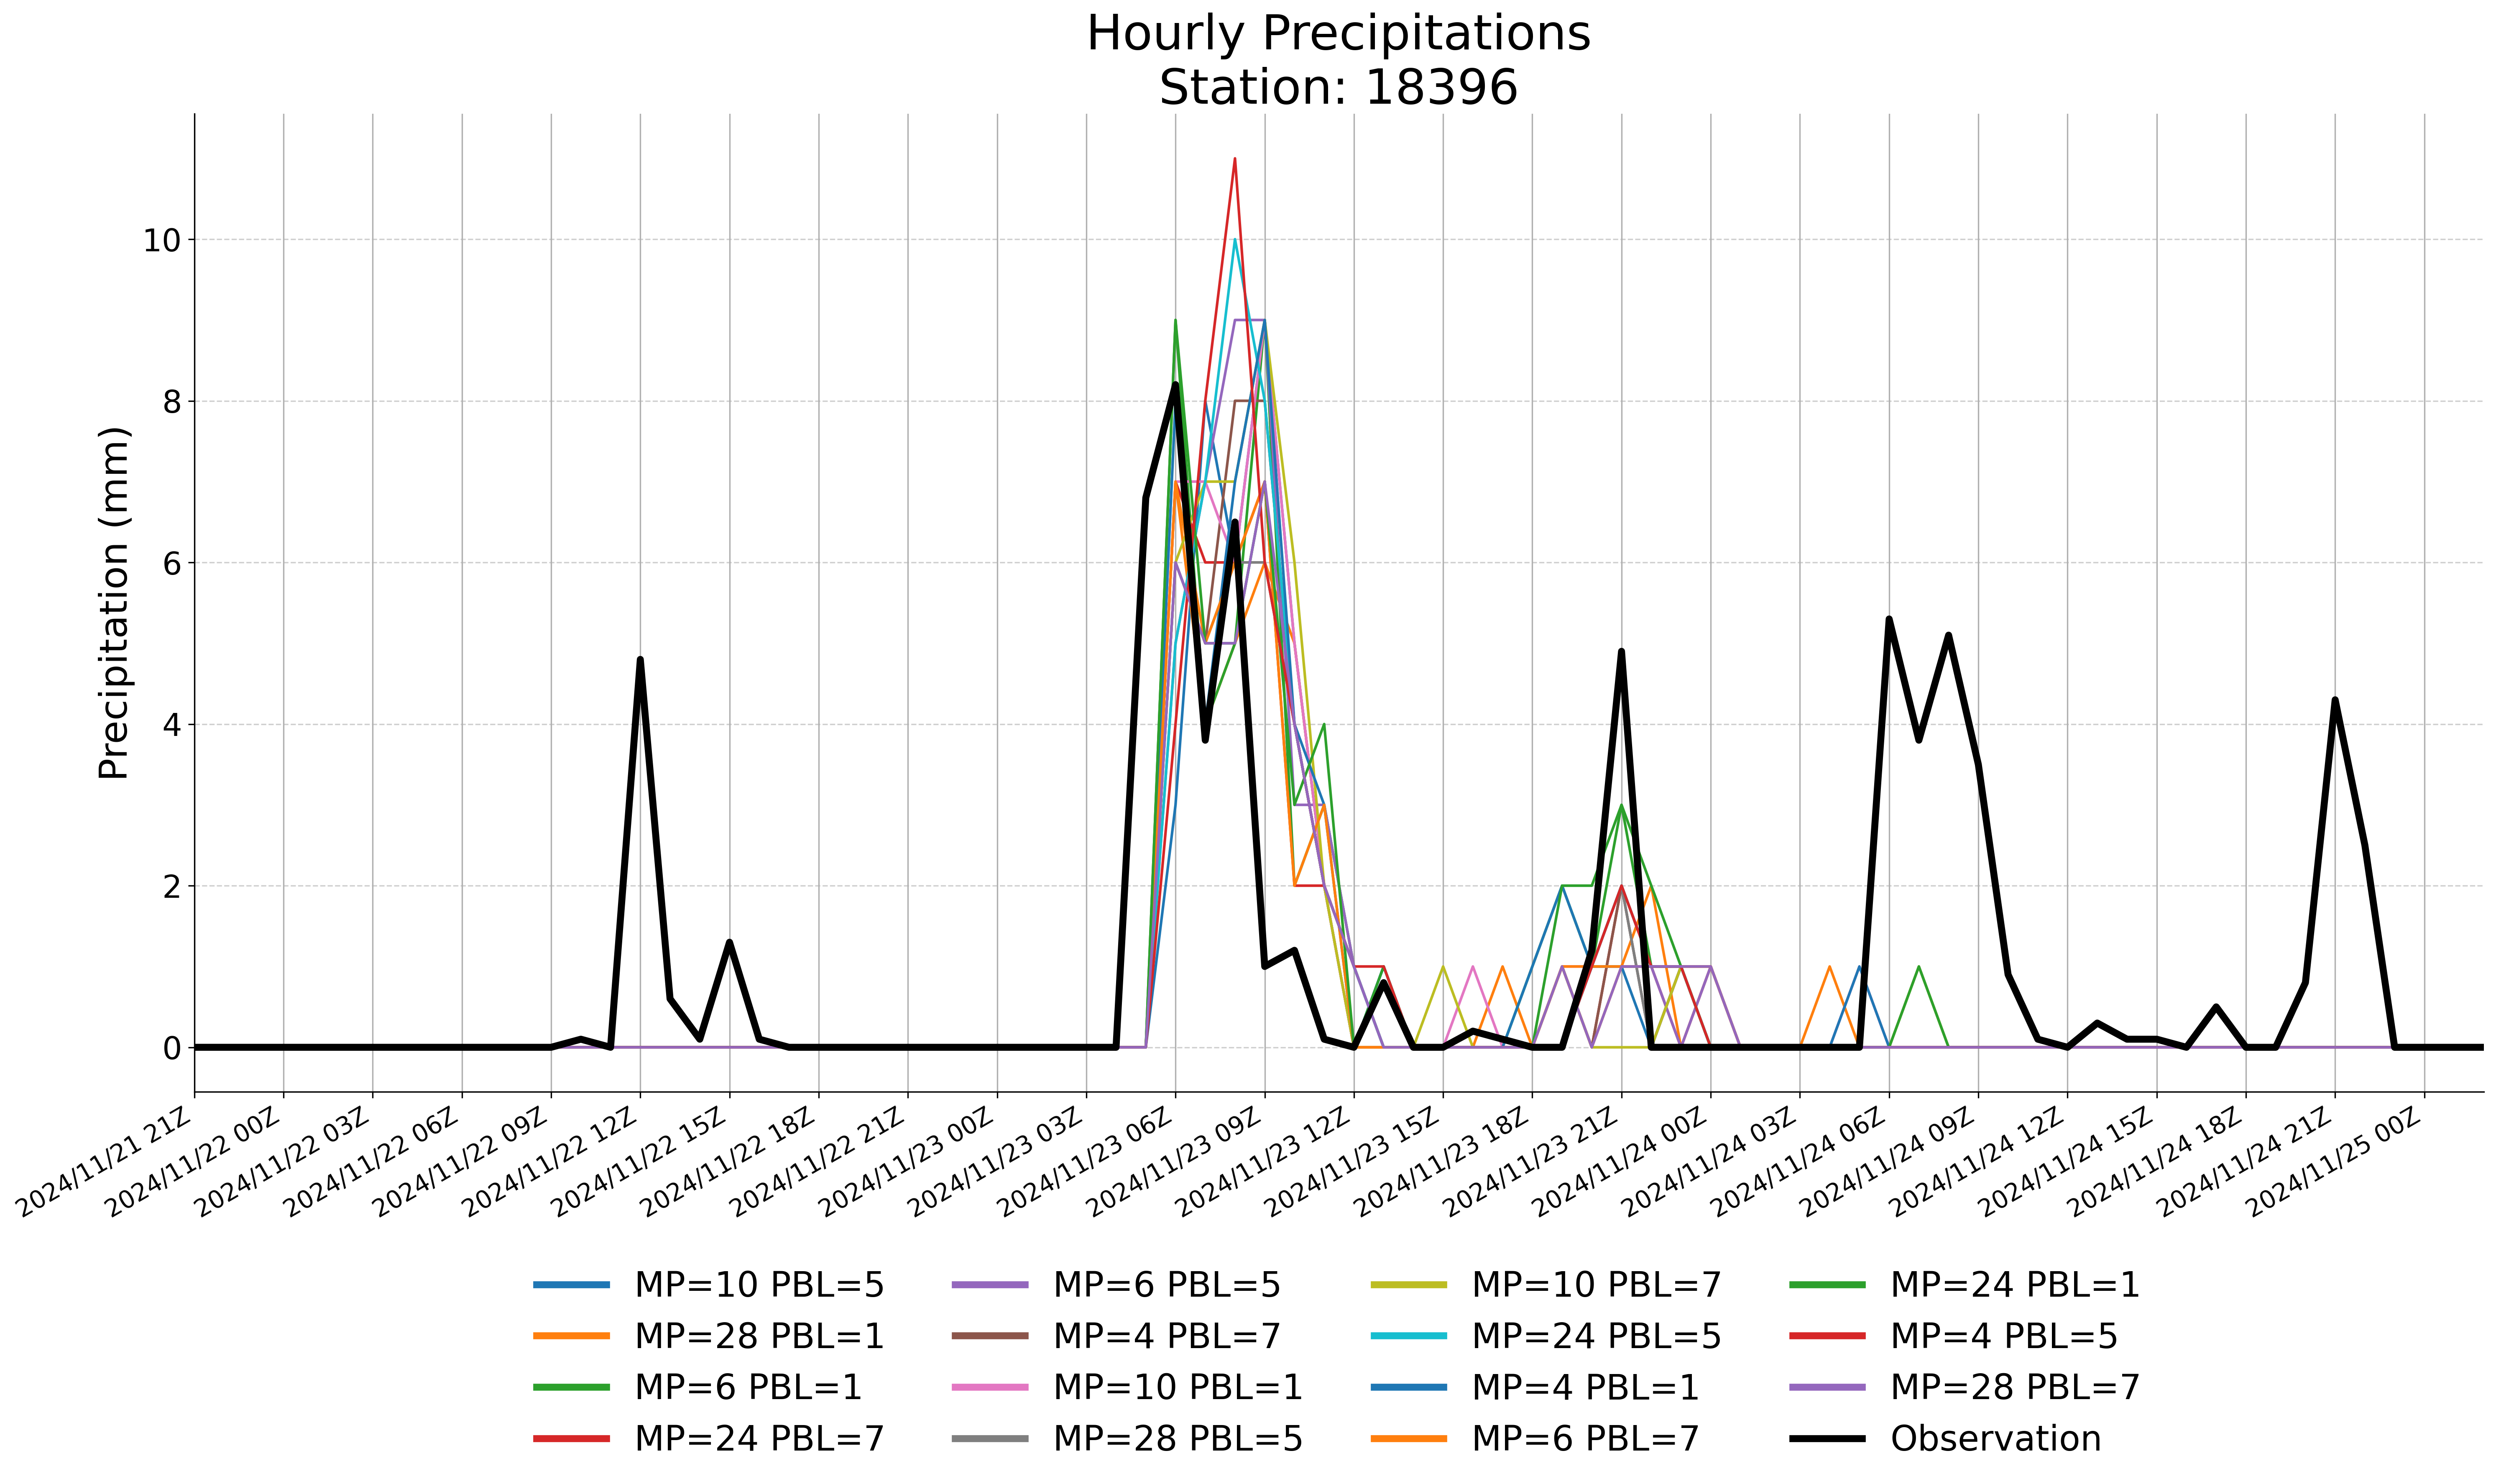 Hourly Precipitations
Station: 18396
Precipitation (mm)
10
8
6
4
2
0
2024/11/21 21Z
2024/11/22 00Z
2024/11/22 03Z
2024/11/22 06Z
2024/11/22 09Z
2024/11/22 12Z
2024/11/22 15Z
2024/11/22 18Z
2024/11/22 21Z
2024/11/23 00Z
2024/11/23 03Z
2024/11/23 06Z
2024/11/23 09Z
2024/11/23 12Z
2024/11/23 15Z
2024/11/23 18Z
2024/11/23 21Z
2024/11/24 00Z
2024/11/24 03Z
2024/11/24 06Z
2024/11/24 09Z
2024/11/24 12Z
2024/11/24 15Z
2024/11/24 18Z
2024/11/24 21Z
2024/11/25 00Z
MP=10 PBL=5
MP=28 PBL=1
MP=6 PBL=1
MP=24 PBL=7
MP=6 PBL=5
MP=4 PBL=7
MP=10 PBL=1
MP=28 PBL=5
MP=10 PBL=7
MP=24 PBL=5
MP=4 PBL=1
MP=6 PBL=7
MP=24 PBL=1
MP=4 PBL=5
MP=28 PBL=7
Observation